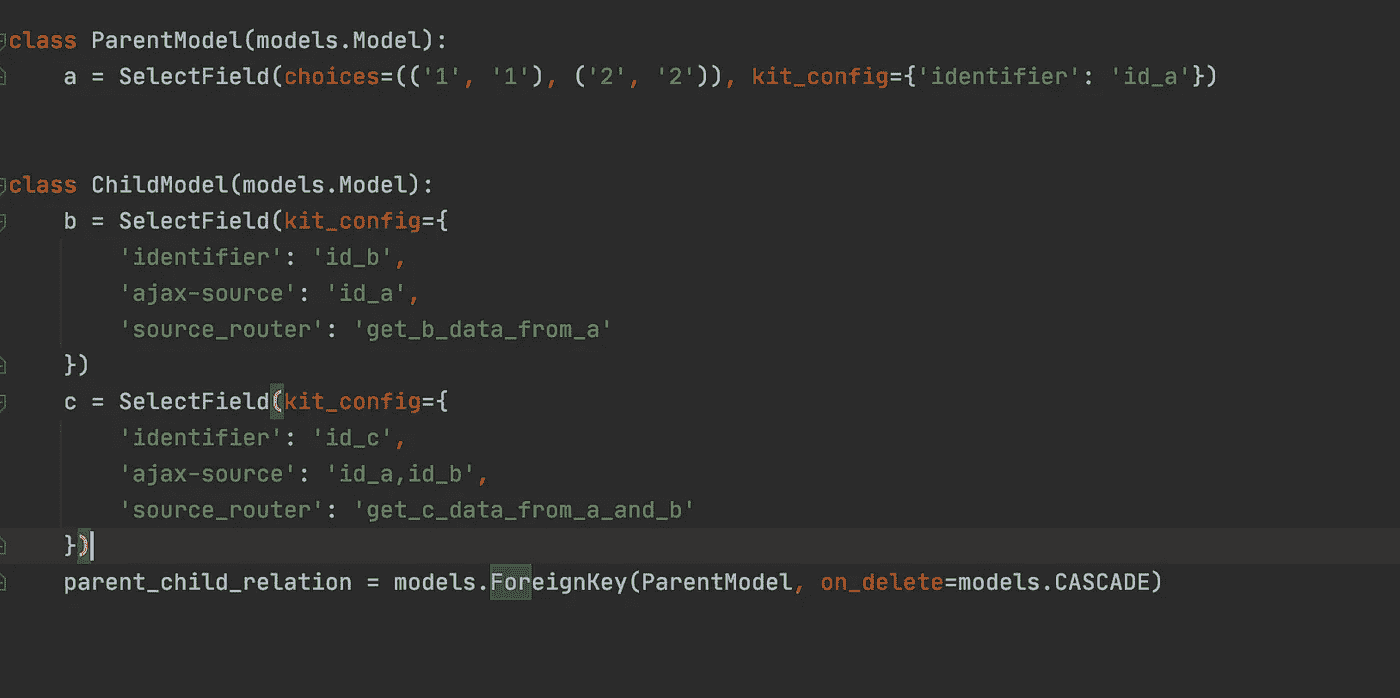 class ParentModel(models.Model):
    a = SelectField(choices=(('1', '1'), ('2', '2')), kit_config={'identifier': 'id_a'})
class ChildModel(models.Model):
    b = SelectField(kit_config={
        'identifier': 'id_b',
        'ajax-source': 'id_a',
        'source_router': 'get_b_data_from_a'
    })
    c = SelectField(kit_config={
        'identifier': 'id_c',
        'ajax-source': 'id_a,id_b',
        'source_router': 'get_c_data_from_a_and_b'
    })
    parent_child_relation = models.ForeignKey(ParentModel, on_delete=models.CASCADE)